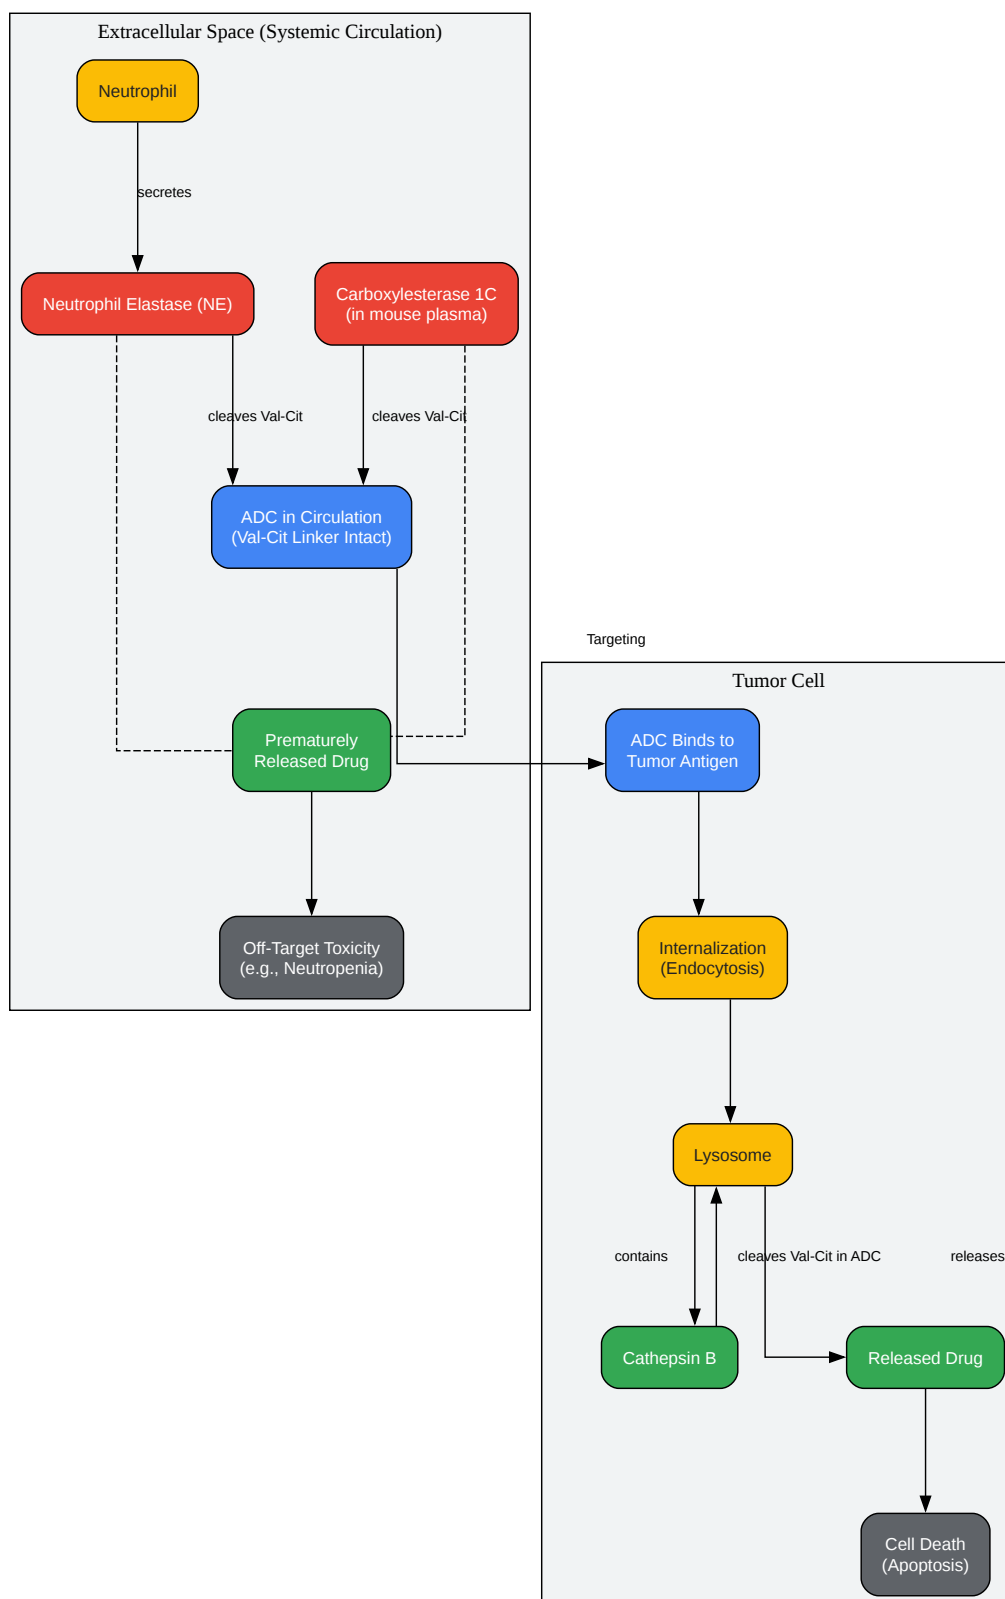 Extracellular Space (Systemic Circulation)
Neutrophil
secretes
Neutrophil Elastase (NE)
Carboxylesterase 1C
(in mouse plasma)
cleaves Val-Cit
cleaves Val-Cit
ADC in Circulation
(Val-Cit Linker Intact)
Targeting
Tumor Cell
Prematurely
Released Drug
ADC Binds to
Tumor Antigen
Off-Target Toxicity
(e.g., Neutropenia)
Internalization
(Endocytosis)
Lysosome
contains
cleaves Val-Cit in ADC
releases
Cathepsin B
Released Drug
Cell Death
(Apoptosis)